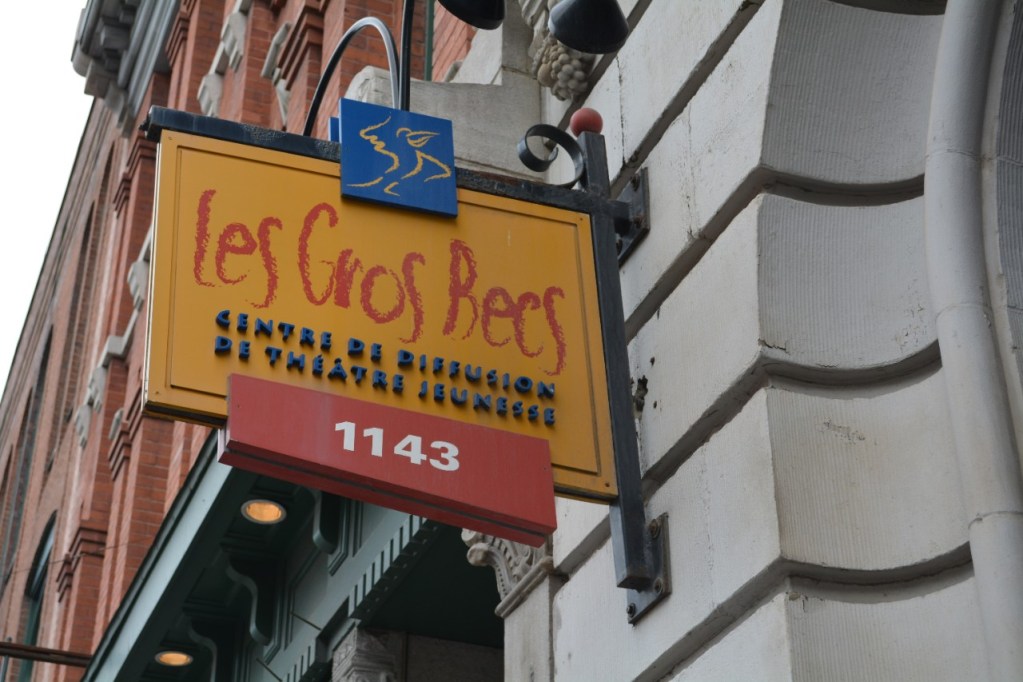 Les Gros Becs
CENTRE DE DIFFUSION
DE THÉÂTRE JEUNESSE
1143